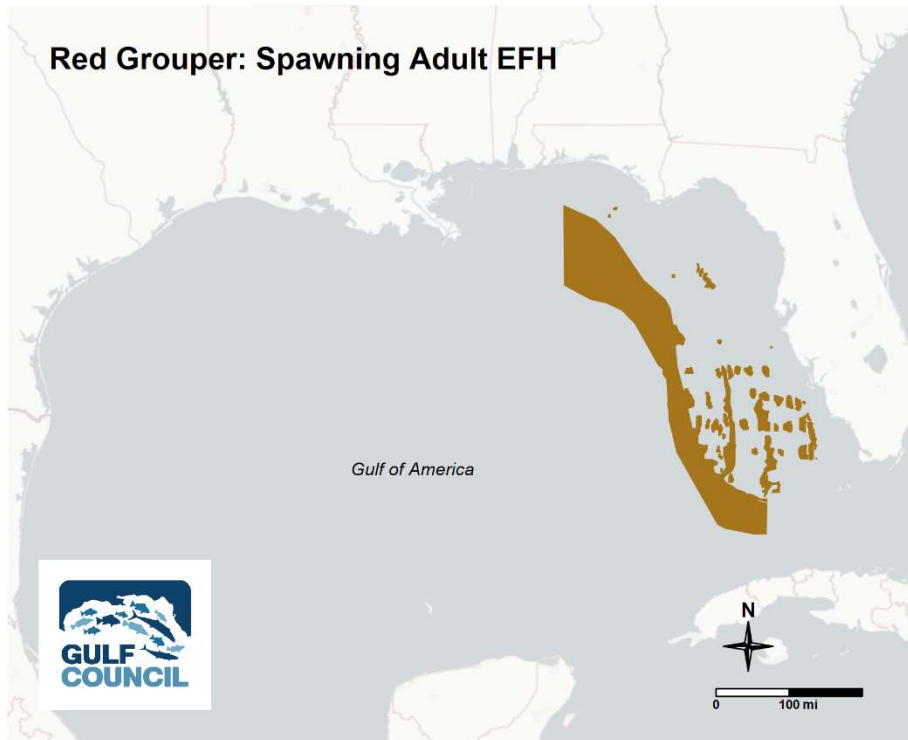 Red Grouper: Spawning Adult EFH
Gulf of America
GULF
COUNCIL
N
0 100 mi